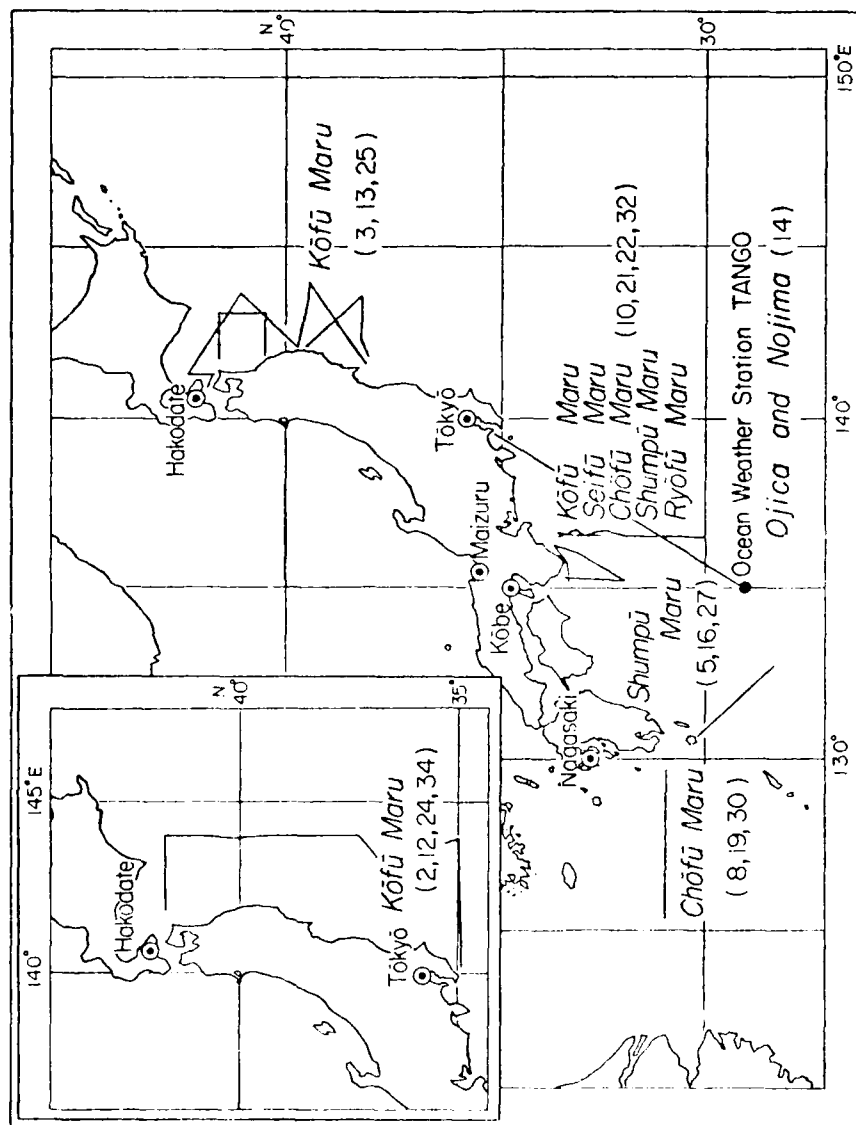 N
40°
30°
150°E
140°
130°
Hakodate
Kōfū Maru
(3,13,25)
Tōkyō
Maizuru
Kōbe
Nagasaki
Kōfū Maru
Seifū Maru
Chōfū Maru (10,21,22,32)
Shumpū Maru
Ryōfū Maru
Ocean Weather Station TANGO
Ojica and Nojima (14)
Shumpū
Maru
(5,16,27)
Chōfū Maru
(8,19,30)
145°E
140°
N
40°
35°
Hakodate
Tōkyō
Kōfū Maru
(2,12,24,34)